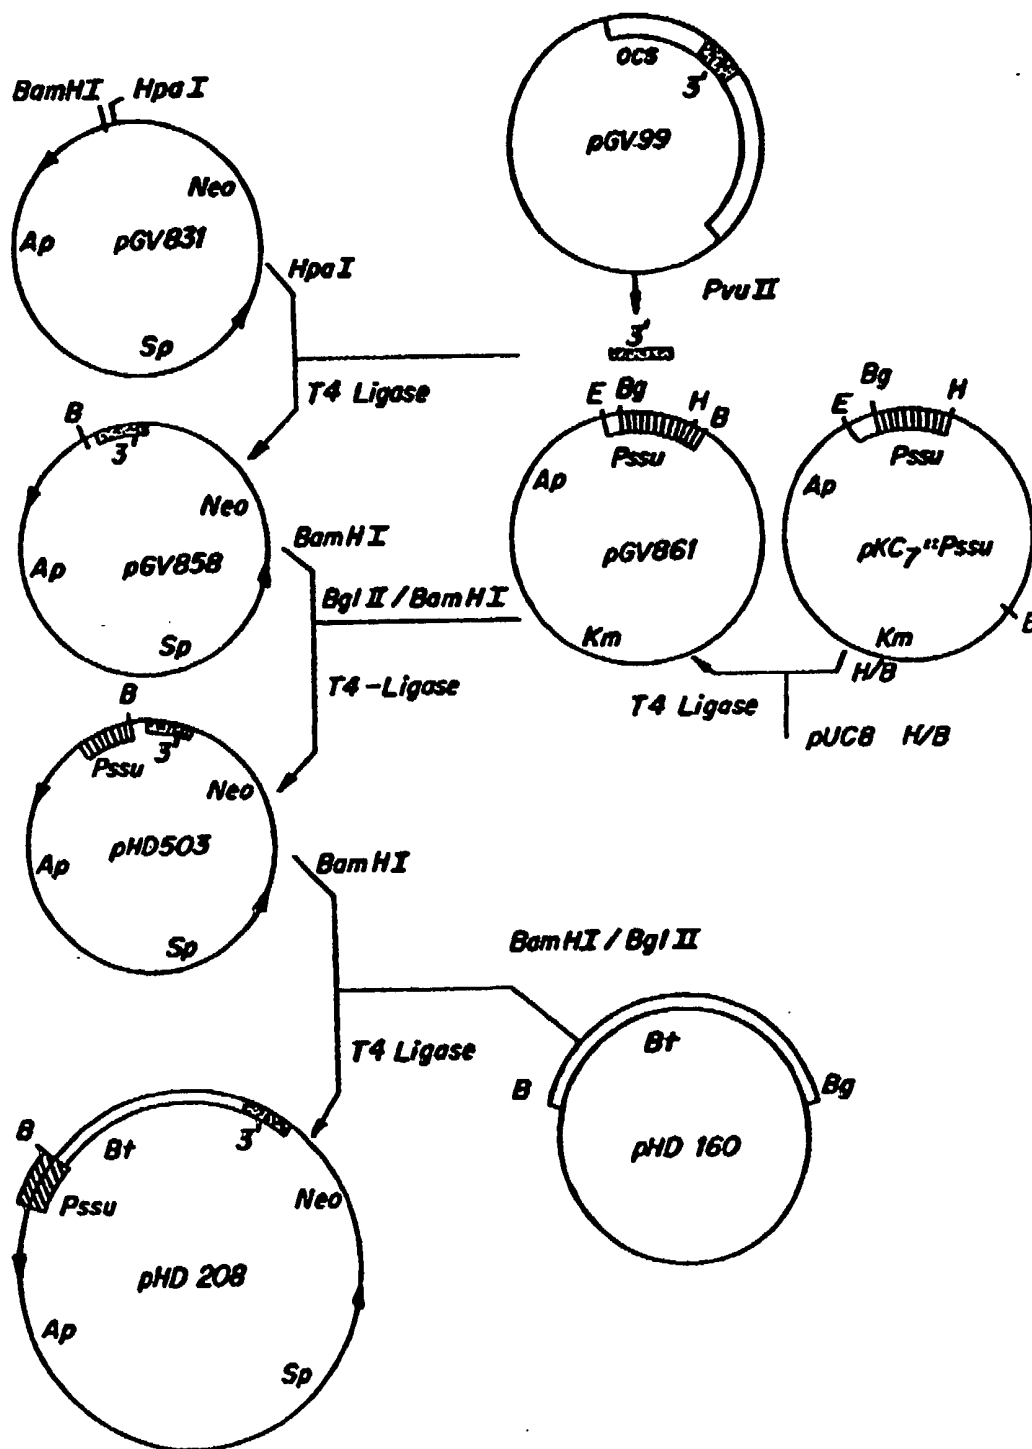 BamHI HpaI
Neo
Ap
pGV831
Sp
ocs
3'
pGV99
PvuII
3'
HpaI
T4 Ligase
B
3'
Neo
Ap
pGV858
Sp
E Bg H B
Pssu
Ap
pGV861
Km
E Bg H
Pssu
Ap
Km
H/B
T4 Ligase
pUC8 H/B
BamHI
BglII/BamHI
T4-Ligase
B
Pssu
3'
Neo
Ap
pHD503
Sp
BamHI
BamHI/BglII
T4 Ligase
B
Bt
Bg
pHD 160
B
Bt
3'
Pssu
Neo
pHD 208
Ap
Sp